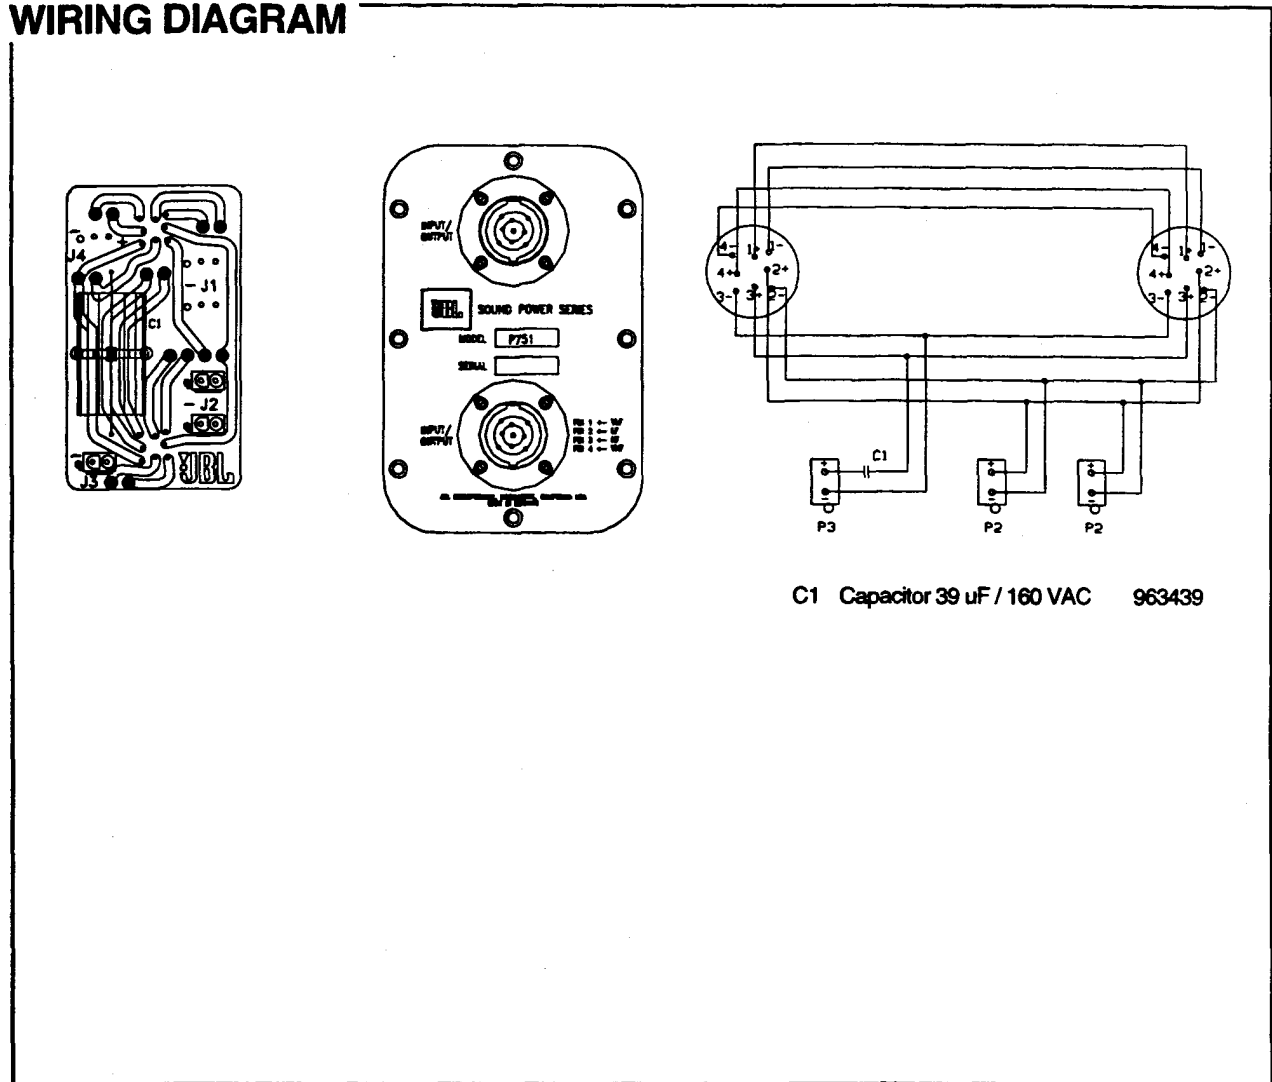 WIRING DIAGRAM
J4
J1
C1
J2
J3
JBL
INPUT/
OUTPUT
SOUND POWER SERIES
MODEL P751
SERIAL
INPUT/
OUTPUT
4- 1+ 1-
4+ 2+
3- 3+ 2-
4- 1+ 1-
4+ 2+
3- 3+ 2-
C1
+ + +
- - -
P3 P2 P2
C1 Capacitor 39 uF / 160 VAC 963439